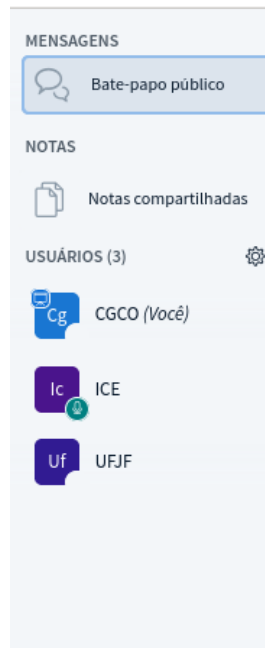 MENSAGENS
Bate-papo público
NOTAS
Notas compartilhadas
USUÁRIOS (3)
Cg CGCO (Você)
Ic ICE
Uf UFJF